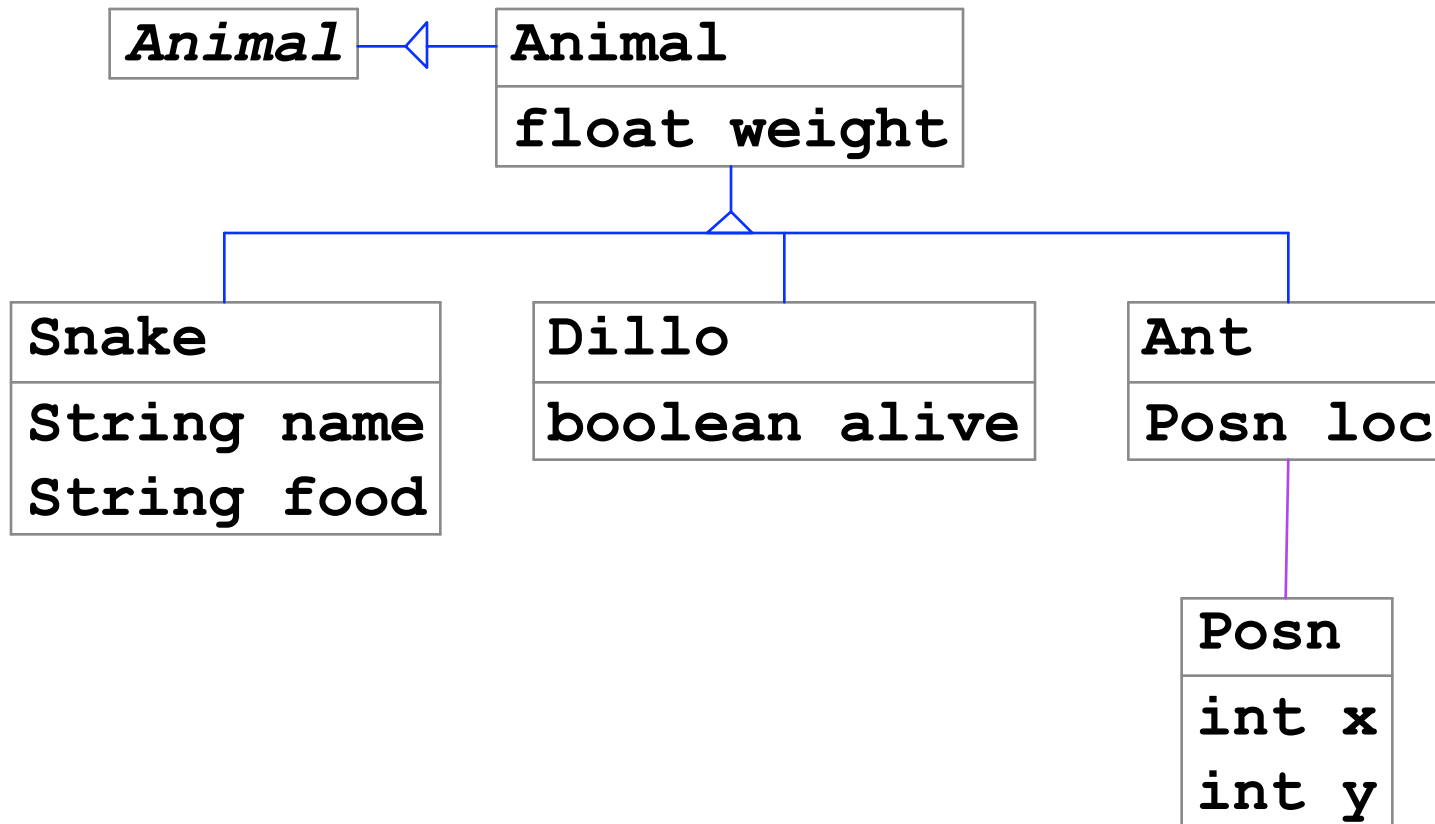 Animal
Animal
float weight
Snake
String name
String food
Dillo
boolean alive
Ant
Posn loc
Posn
int x
int y